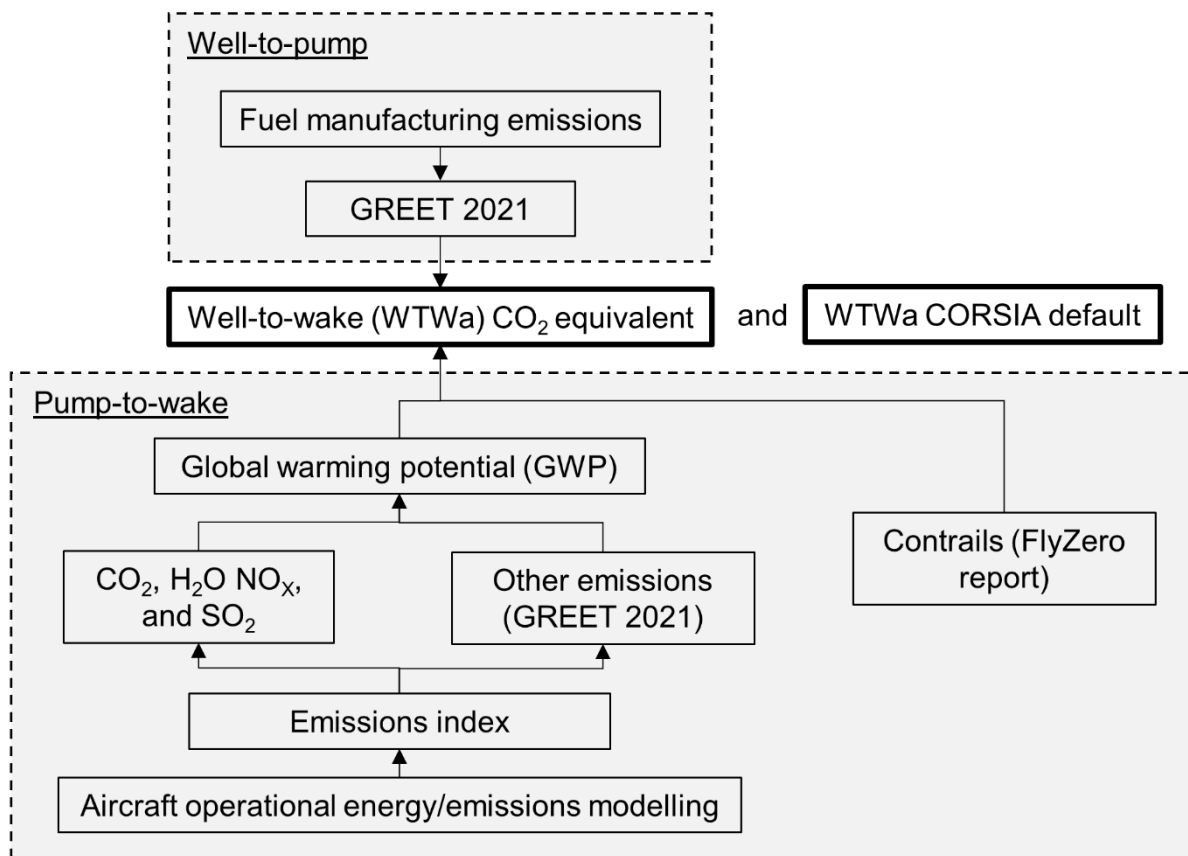 Well-to-pump
Fuel manufacturing emissions
GREET 2021
Well-to-wake (WTWa) CO₂ equivalent and WTWa CORSIA default
Pump-to-wake
Global warming potential (GWP)
CO₂, H₂O NOₓ,
and SO₂
Other emissions
(GREET 2021)
Contrails (FlyZero
report)
Emissions index
Aircraft operational energy/emissions modelling